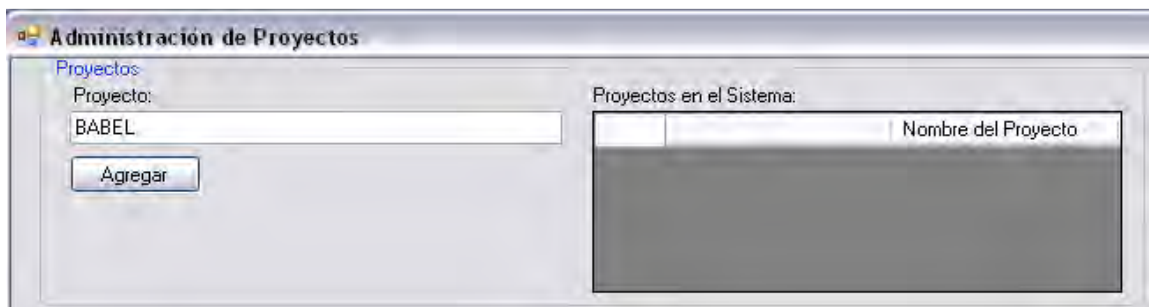 Administración de Proyectos
Proyectos
Proyecto:
BABEL
Agregar
Proyectos en el Sistema:
Nombre del Proyecto